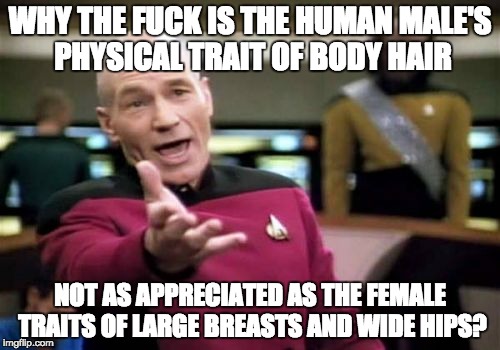 WHY THE FUCK IS THE HUMAN MALE'S
PHYSICAL TRAIT OF BODY HAIR
NOT AS APPRECIATED AS THE FEMALE
TRAITS OF LARGE BREASTS AND WIDE HIPS?
imgflip.com